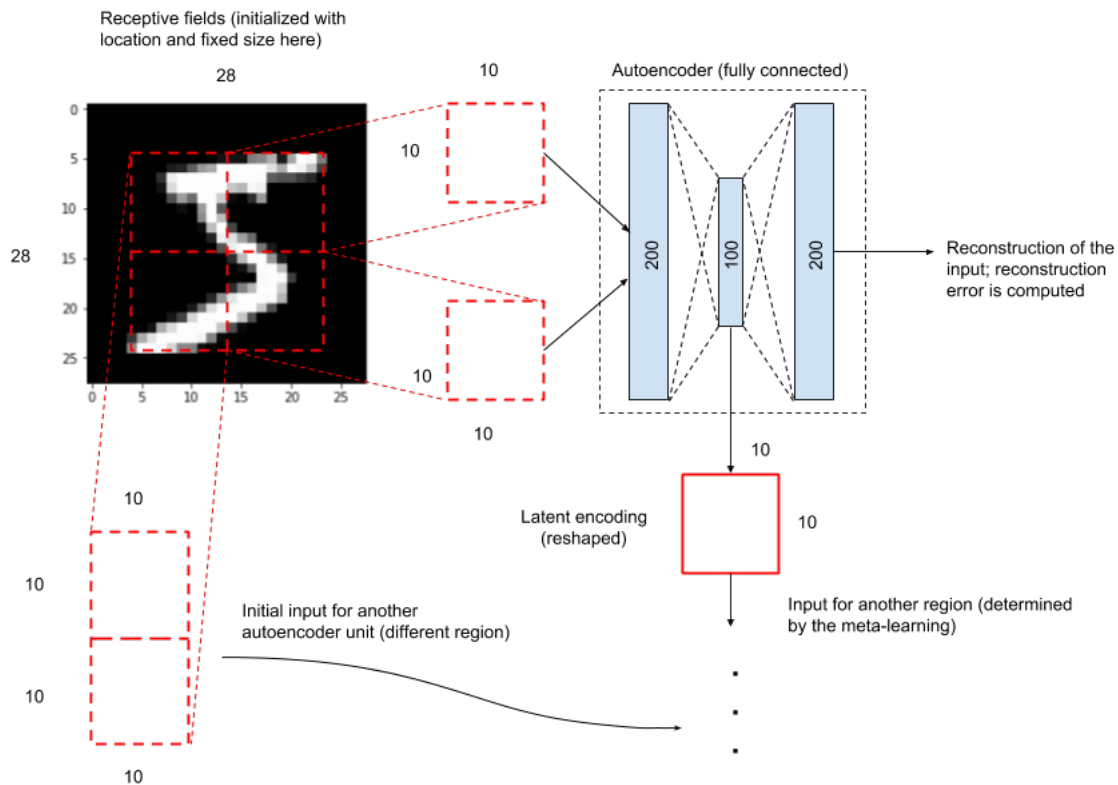 Receptive fields (initialized with
location and fixed size here)
28
10
Autoencoder (fully connected)
0
5
10
15
20
25
0
5
10
15
20
25
28
10
10
10
200
100
200
Reconstruction of the
input; reconstruction
error is computed
10
Latent encoding
(reshaped)
10
Input for another region (determined
by the meta-learning)
10
10
10
10
Initial input for another
autoencoder unit (different region)